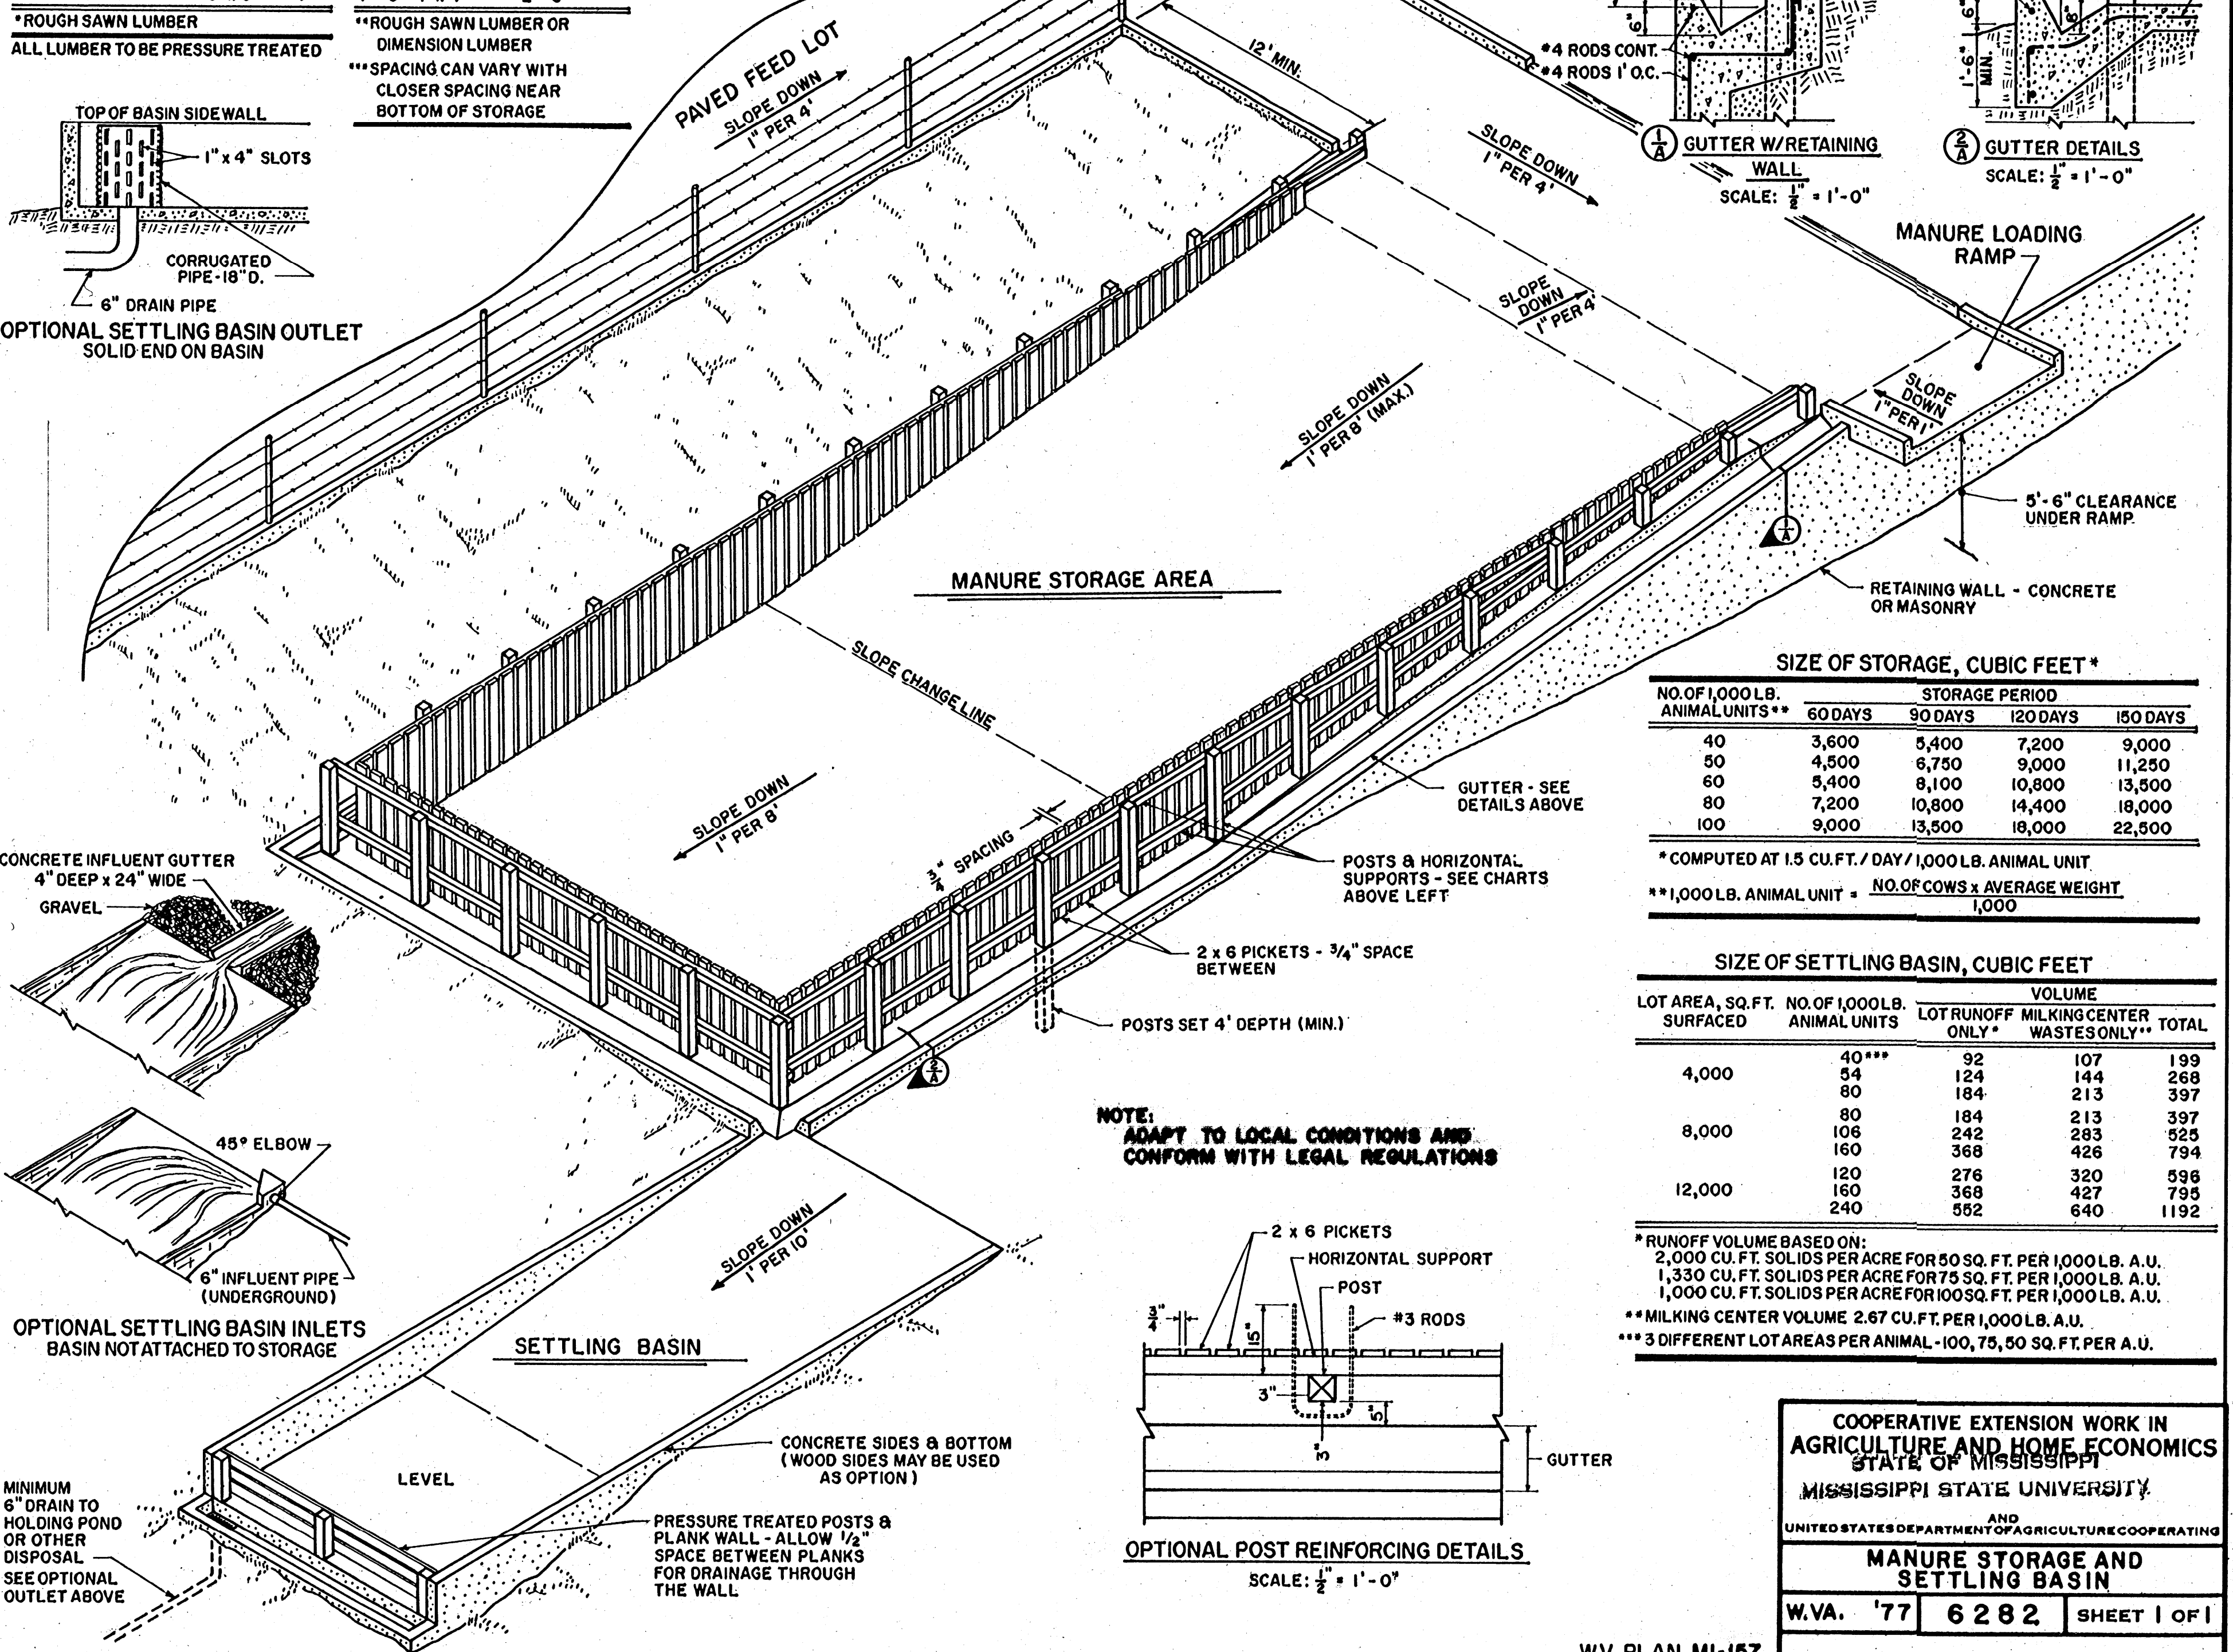 *ROUGH SAWN LUMBER
ALL LUMBER TO BE PRESSURE TREATED
**ROUGH SAWN LUMBER OR
DIMENSION LUMBER
***SPACING CAN VARY WITH
CLOSER SPACING NEAR
BOTTOM OF STORAGE
TOP OF BASIN SIDEWALL
1" x 4" SLOTS
CORRUGATED
PIPE-18"D.
6" DRAIN PIPE
OPTIONAL SETTLING BASIN OUTLET
SOLID END ON BASIN
PAVED FEED LOT
SLOPE DOWN
1" PER 4'
12' MIN.
SLOPE DOWN
1" PER 4'
6"
#4 RODS CONT.
#4 RODS 1' O.C.
1/A GUTTER W/RETAINING
WALL
SCALE: 1/2" = 1'-0"
6"
8"
1'-6"
MIN.
2/A GUTTER DETAILS
SCALE: 1/2" = 1'-0"
MANURE LOADING
RAMP
SLOPE
DOWN
1" PER 4'
SLOPE
DOWN
1" PER 1'
SLOPE DOWN
1' PER 8' (MAX.)
5'-6" CLEARANCE
UNDER RAMP
1/A
RETAINING WALL - CONCRETE
OR MASONRY
MANURE STORAGE AREA
SLOPE CHANGE LINE
SLOPE DOWN
1" PER 8'
3/4" SPACING
GUTTER - SEE
DETAILS ABOVE
POSTS & HORIZONTAL
SUPPORTS - SEE CHARTS
ABOVE LEFT
2 x 6 PICKETS - 3/4" SPACE
BETWEEN
POSTS SET 4' DEPTH (MIN.)
2/A
SIZE OF STORAGE, CUBIC FEET*
NO. OF 1,000 LB. STORAGE PERIOD
ANIMAL UNITS** 60 DAYS 90 DAYS 120 DAYS 150 DAYS
40 3,600 5,400 7,200 9,000
50 4,500 6,750 9,000 11,250
60 5,400 8,100 10,800 13,500
80 7,200 10,800 14,400 18,000
100 9,000 13,500 18,000 22,500
*COMPUTED AT 1.5 CU.FT./DAY/1,000 LB. ANIMAL UNIT
**1,000 LB. ANIMAL UNIT = NO. OF COWS x AVERAGE WEIGHT
1,000
SIZE OF SETTLING BASIN, CUBIC FEET
VOLUME
LOT AREA, SQ.FT. NO. OF 1,000 LB. LOT RUNOFF MILKING CENTER TOTAL
SURFACED ANIMAL UNITS ONLY* WASTES ONLY**
40*** 92 107 199
4,000 54 124 144 268
80 184 213 397
80 184 213 397
8,000 106 242 283 525
160 368 426 794
120 276 320 596
12,000 160 368 427 795
240 552 640 1192
*RUNOFF VOLUME BASED ON:
2,000 CU.FT. SOLIDS PER ACRE FOR 50 SQ. FT. PER 1,000 LB. A.U.
1,330 CU.FT. SOLIDS PER ACRE FOR 75 SQ. FT. PER 1,000 LB. A.U.
1,000 CU.FT. SOLIDS PER ACRE FOR 100 SQ. FT. PER 1,000 LB. A.U.
**MILKING CENTER VOLUME 2.67 CU.FT. PER 1,000 LB. A.U.
***3 DIFFERENT LOT AREAS PER ANIMAL-100, 75, 50 SQ. FT. PER A.U.
CONCRETE INFLUENT GUTTER
4" DEEP x 24" WIDE
GRAVEL
45° ELBOW
6" INFLUENT PIPE
(UNDERGROUND)
OPTIONAL SETTLING BASIN INLETS
BASIN NOT ATTACHED TO STORAGE
NOTE:
ADAPT TO LOCAL CONDITIONS AND
CONFORM WITH LEGAL REGULATIONS
SLOPE DOWN
1' PER 10'
SETTLING BASIN
LEVEL
CONCRETE SIDES & BOTTOM
(WOOD SIDES MAY BE USED
AS OPTION)
PRESSURE TREATED POSTS &
PLANK WALL - ALLOW 1/2"
SPACE BETWEEN PLANKS
FOR DRAINAGE THROUGH
THE WALL
MINIMUM
6" DRAIN TO
HOLDING POND
OR OTHER
DISPOSAL
SEE OPTIONAL
OUTLET ABOVE
2 x 6 PICKETS
HORIZONTAL SUPPORT
POST
#3 RODS
3/4"
15"
3"
5"
3"
GUTTER
OPTIONAL POST REINFORCING DETAILS
SCALE: 1/2" = 1'-0"
COOPERATIVE EXTENSION WORK IN
AGRICULTURE AND HOME ECONOMICS
STATE OF MISSISSIPPI
MISSISSIPPI STATE UNIVERSITY
AND
UNITED STATES DEPARTMENT OF AGRICULTURE COOPERATING
MANURE STORAGE AND
SETTLING BASIN
W.VA. '77 6282 SHEET 1 OF 1
W.V. PLAN M1-157